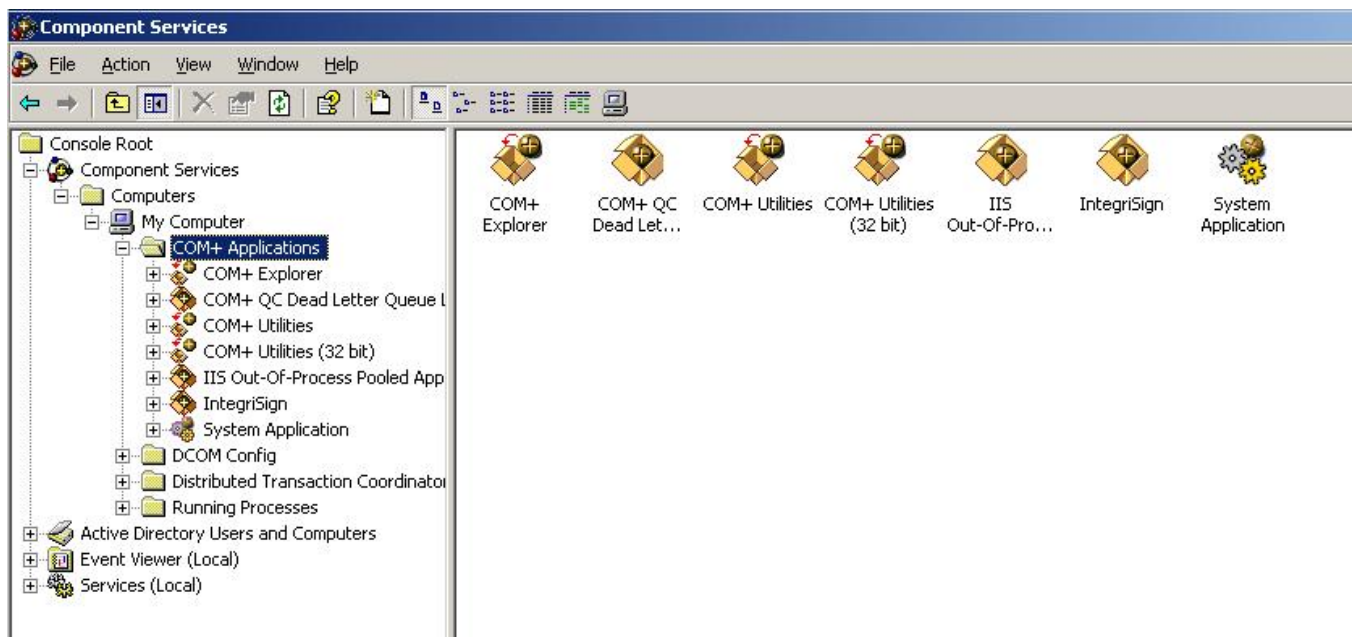 Component Services
File Action View Window Help
Console Root
Component Services
Computers
My Computer
COM+ Applications
COM+ Explorer
COM+ QC Dead Letter Queue L
COM+ Utilities
COM+ Utilities (32 bit)
IIS Out-Of-Process Pooled App
IntegriSign
System Application
DCOM Config
Distributed Transaction Coordinator
Running Processes
Active Directory Users and Computers
Event Viewer (Local)
Services (Local)
COM+ Explorer
COM+ QC Dead Let...
COM+ Utilities
COM+ Utilities (32 bit)
IIS Out-Of-Pro...
IntegriSign
System Application